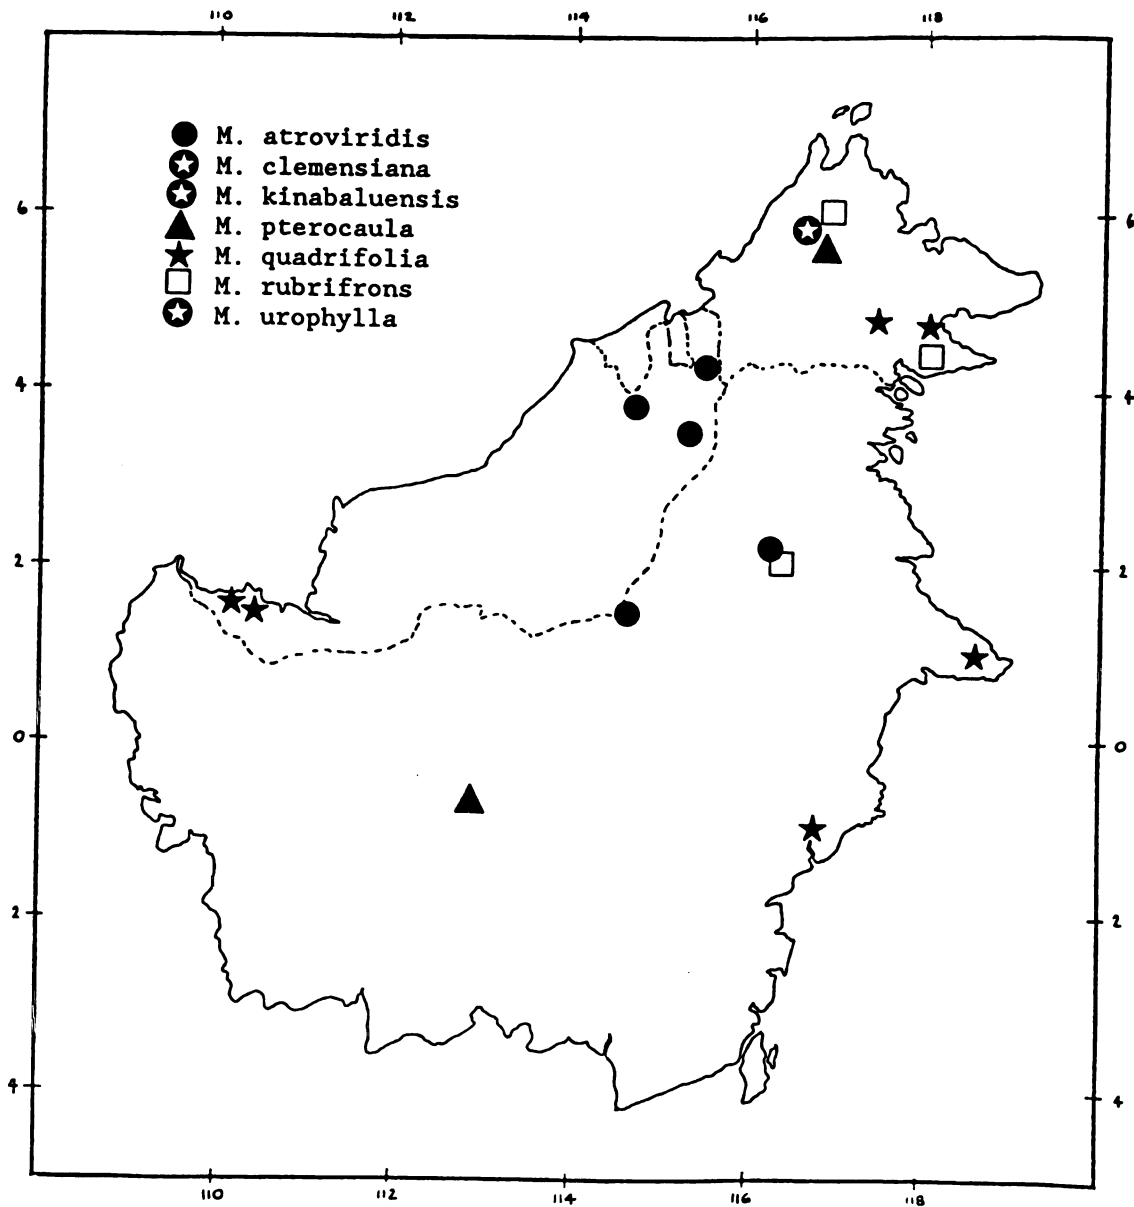 110 112 114 116 118
M. atroviridis
M. clemensiana
M. kinabaluensis
M. pterocaula
M. quadrifolia
M. rubrifrons
M. urophylla
6 6
4 4
2 2
0 0
2 2
4 4
110 112 114 116 118